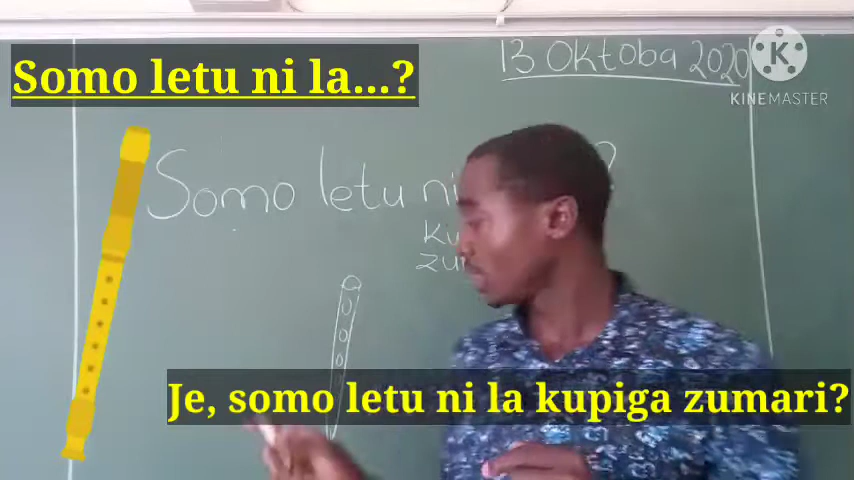 Somo letu ni la...?
13 Oktoba 2020
K
KINEMASTER
Somo letu ni
Je, somo letu ni la kupiga zumari?